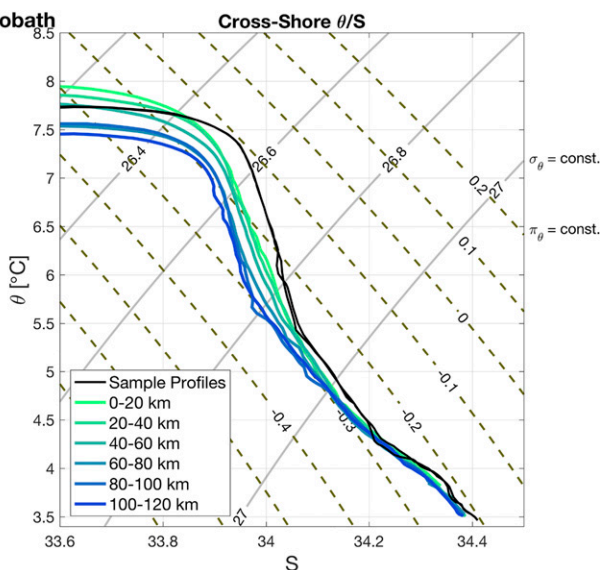 obath
Cross-Shore θ/S
8.5
8
7.5
7
6.5
6
5.5
5
4.5
4
3.5
θ [°C]
26.4
26.6
26.8
27
0.2
0.1
0
-0.1
-0.2
-0.3
-0.4
27
σθ = const.
πθ = const.
Sample Profiles
0-20 km
20-40 km
40-60 km
60-80 km
80-100 km
100-120 km
33.6
33.8
34
34.2
34.4
S